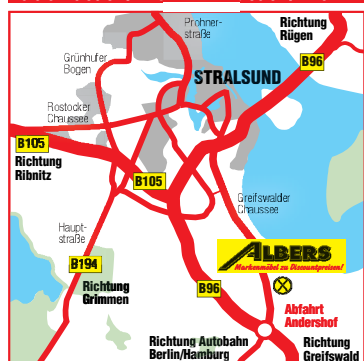 Prohner-
straße
Richtung
Rügen
Grünhufer
Bogen
B96
STRALSUND
Rostocker
Chaussee
B105
Richtung
Ribnitz
B105
Greifswalder
Chaussee
Haupt-
straße
ALBERS
Markenmöbel zu Discountpreisen!
B194
Richtung
Grimmen
B96
Abfahrt
Andershof
Richtung Autobahn
Berlin/Hamburg
Richtung
Greifswald